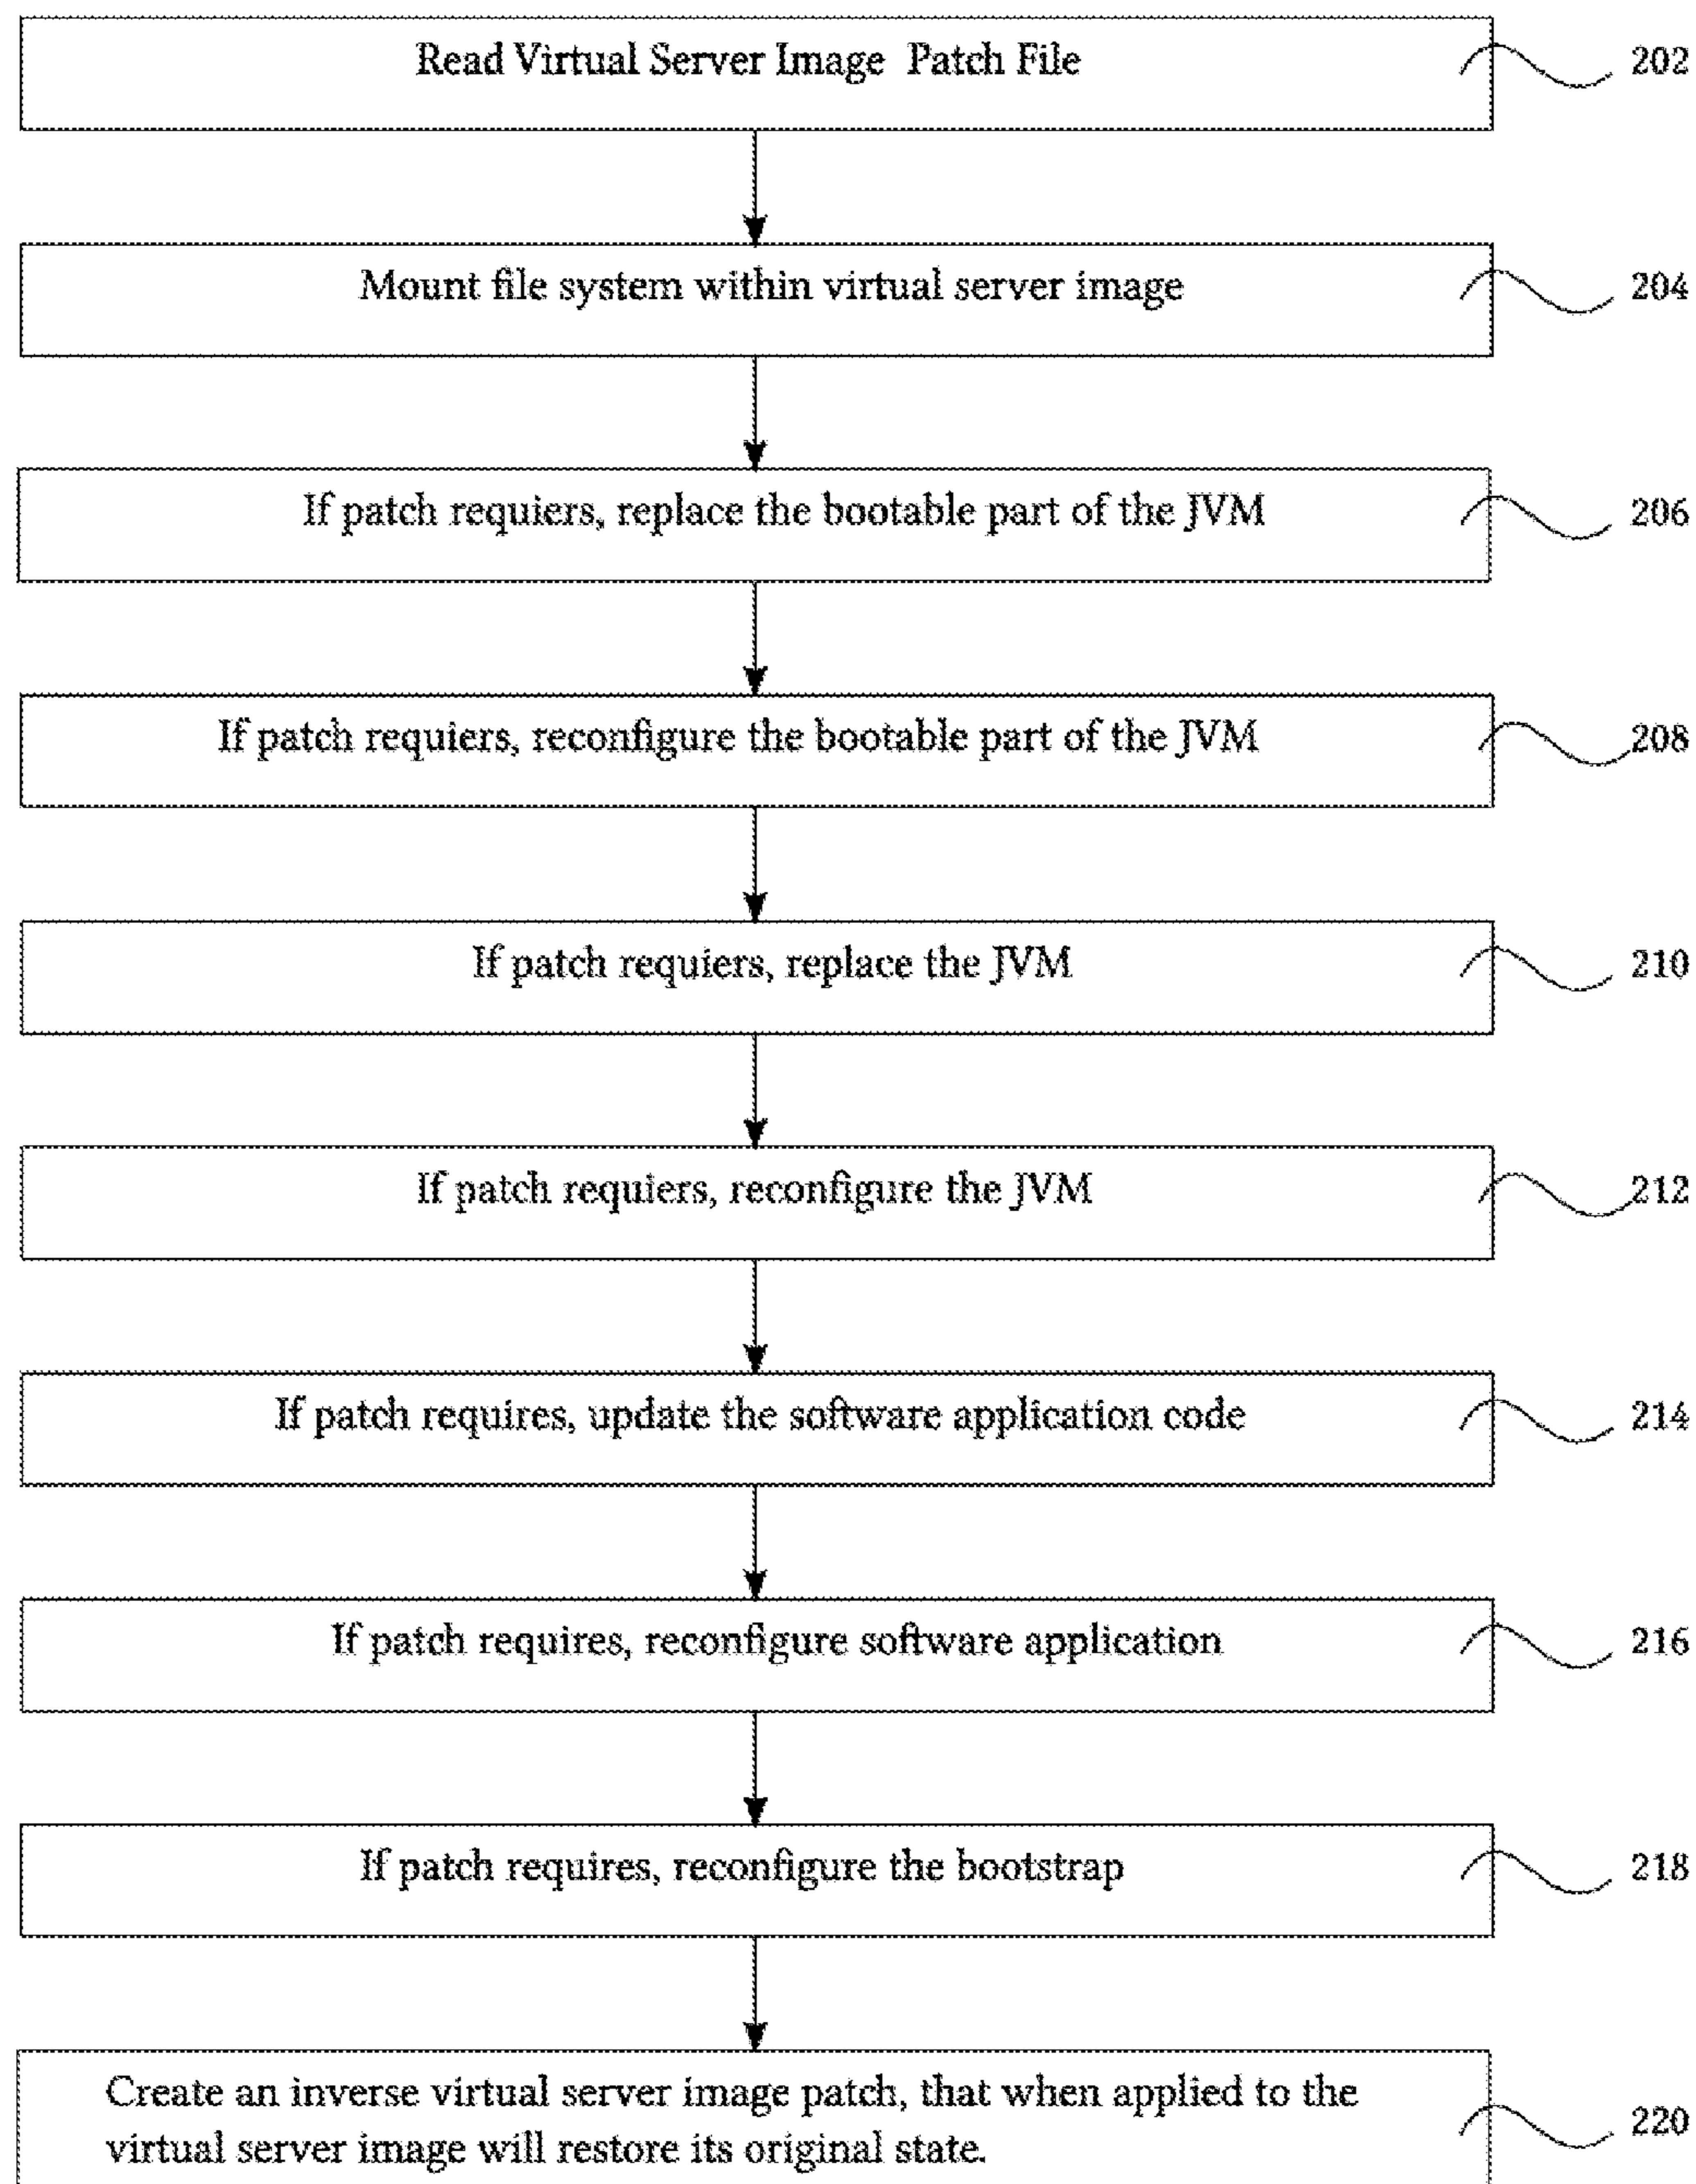 Read Virtual Server Image Patch File
202
Mount file system within virtual server image
204
If patch requiers, replace the bootable part of the JVM
206
If patch requiers, reconfigure the bootable part of the JVM
208
If patch requiers, replace the JVM
210
If patch requiers, reconfigure the JVM
212
If patch requires, update the software application code
214
If patch requires, reconfigure software application
216
If patch requires, reconfigure the bootstrap
218
Create an inverse virtual server image patch, that when applied to the
virtual server image will restore its original state.
220